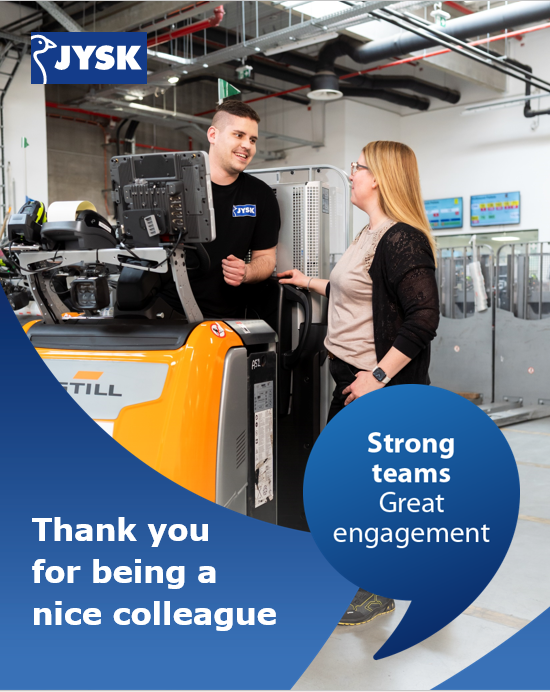 JYSK
JYSK
STILL
Strong
teams
Great
engagement
Thank you
for being a
nice colleague